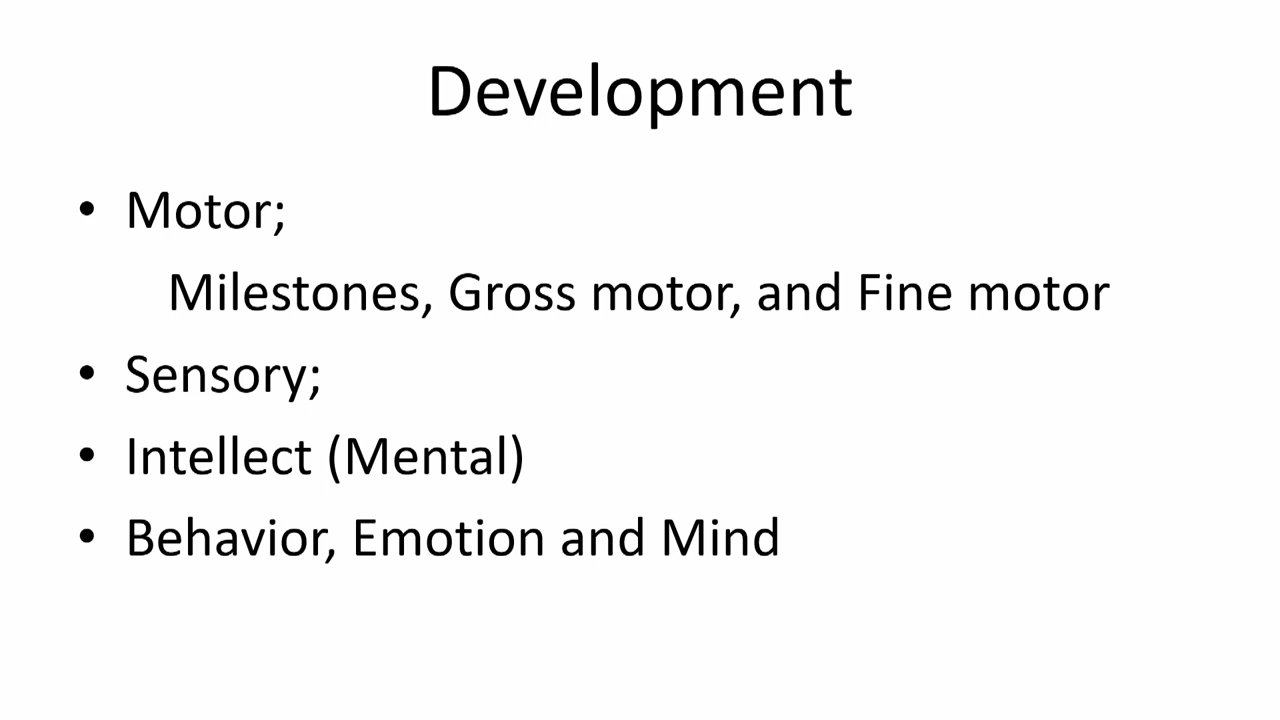 Development
• Motor;
Milestones, Gross motor, and Fine motor
• Sensory;
• Intellect (Mental)
• Behavior, Emotion and Mind